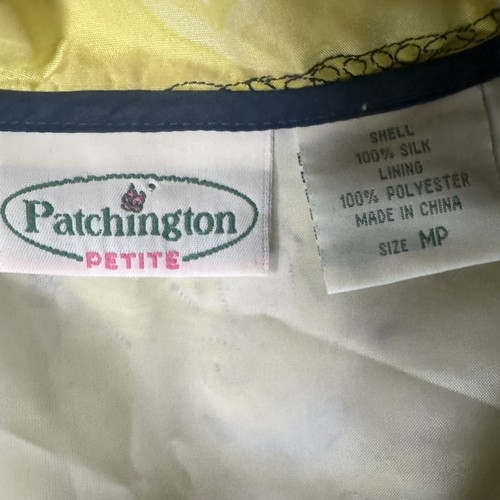 Patchington
PETITE
SHELL
100% SILK
LINING
100% POLYESTER
MADE IN CHINA
SIZE MP